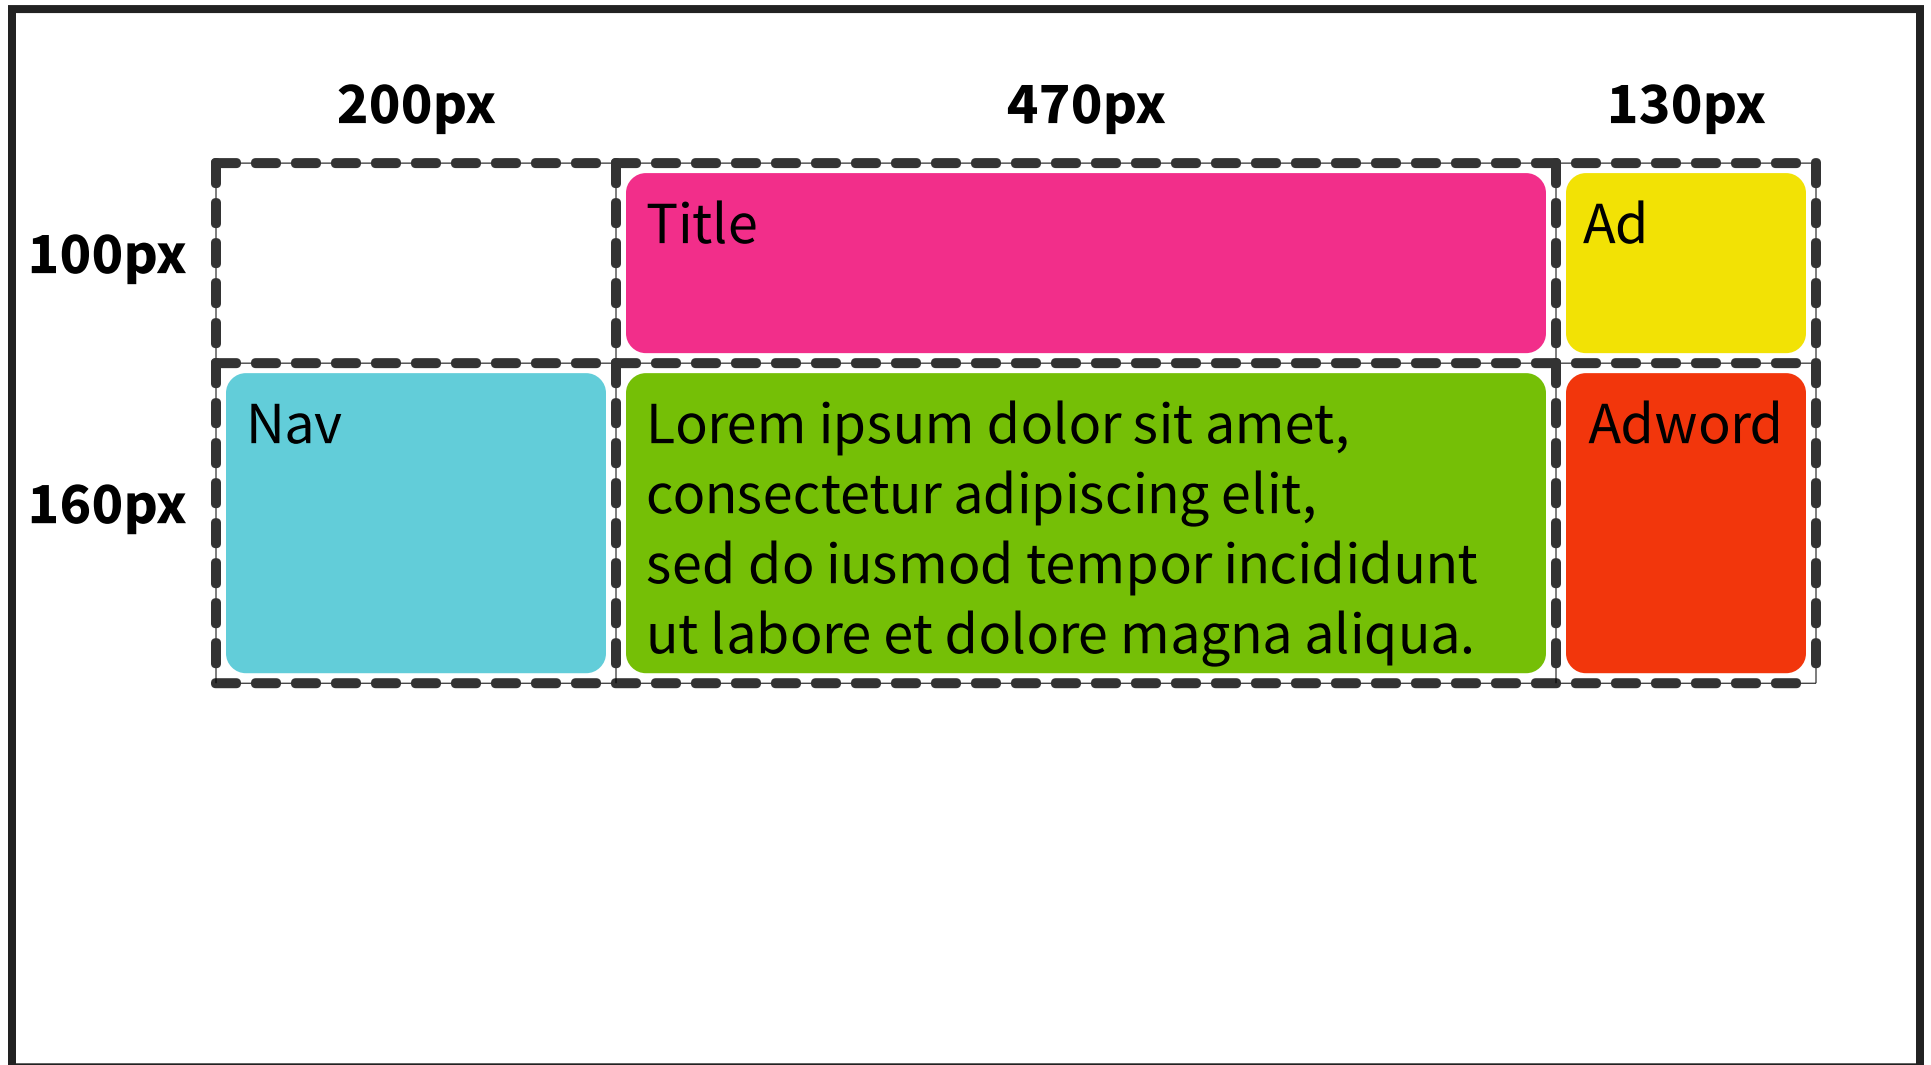 200px 470px 130px
100px Title Ad
Nav Lorem ipsum dolor sit amet, Adword
consectetur adipiscing elit,
160px
sed do iusmod tempor incididunt
ut labore et dolore magna aliqua.